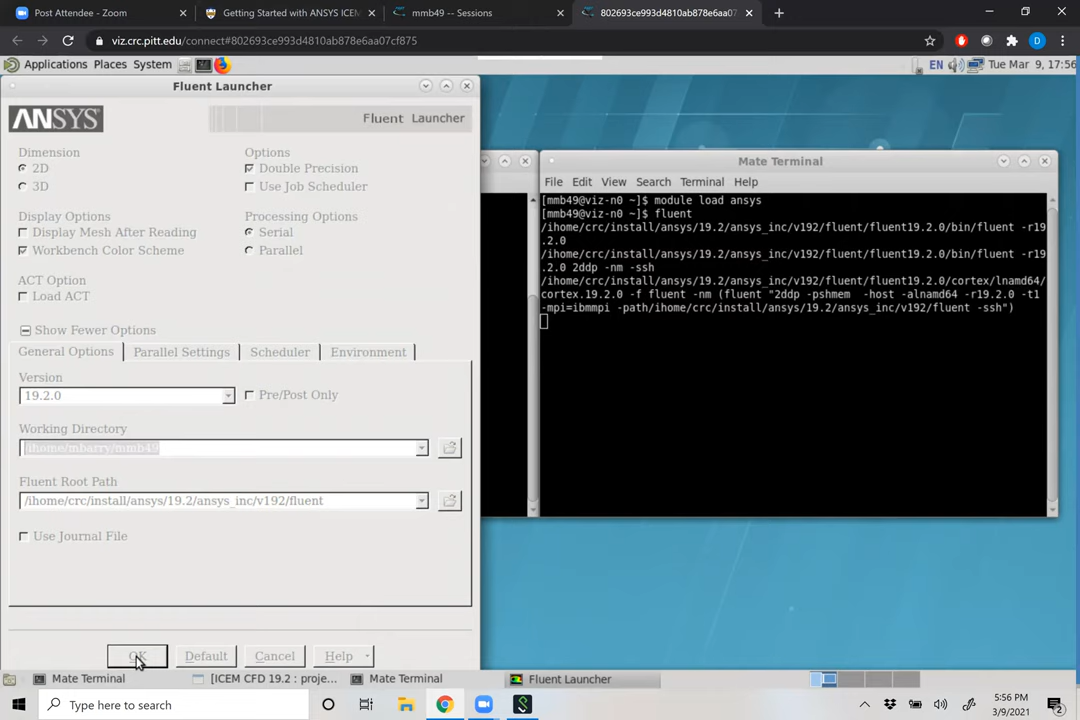 Post Attendee - Zoom
Getting Started with ANSYS ICEM
mmb49 -- Sessions
802693ce993d4810ab878e6aa07
viz.crc.pitt.edu/connect#802693ce993d4810ab878e6aa07cf875
D
Applications Places System
EN
Tue Mar 9, 17:56
Fluent Launcher
ANSYS
Fluent Launcher
Dimension
2D
3D
Options
Double Precision
Use Job Scheduler
Display Options
Display Mesh After Reading
Workbench Color Scheme
Processing Options
Serial
Parallel
ACT Option
Load ACT
Show Fewer Options
General Options
Parallel Settings
Scheduler
Environment
Version
19.2.0
Pre/Post Only
Working Directory
/ihome/mbarry/mmb49
Fluent Root Path
/ihome/crc/install/ansys/19.2/ansys_inc/v192/fluent
Use Journal File
OK
Default
Cancel
Help
Mate Terminal
File Edit View Search Terminal Help
[mmb49@viz-n0 ~]$ module load ansys
[mmb49@viz-n0 ~]$ fluent
/ihome/crc/install/ansys/19.2/ansys_inc/v192/fluent/fluent19.2.0/bin/fluent -r19
.2.0
/ihome/crc/install/ansys/19.2/ansys_inc/v192/fluent/fluent19.2.0/bin/fluent -r19
.2.0 2ddp -nm -ssh
/ihome/crc/install/ansys/19.2/ansys_inc/v192/fluent/fluent19.2.0/cortex/lnamd64/
cortex.19.2.0 -f fluent -nm (fluent "2ddp -pshmem  -host -alnamd64 -r19.2.0 -t1
-mpi=ibmmpi -path/ihome/crc/install/ansys/19.2/ansys_inc/v192/fluent -ssh")
Mate Terminal
[ICEM CFD 19.2 : proje...
Mate Terminal
Fluent Launcher
Type here to search
5:56 PM
3/9/2021
2